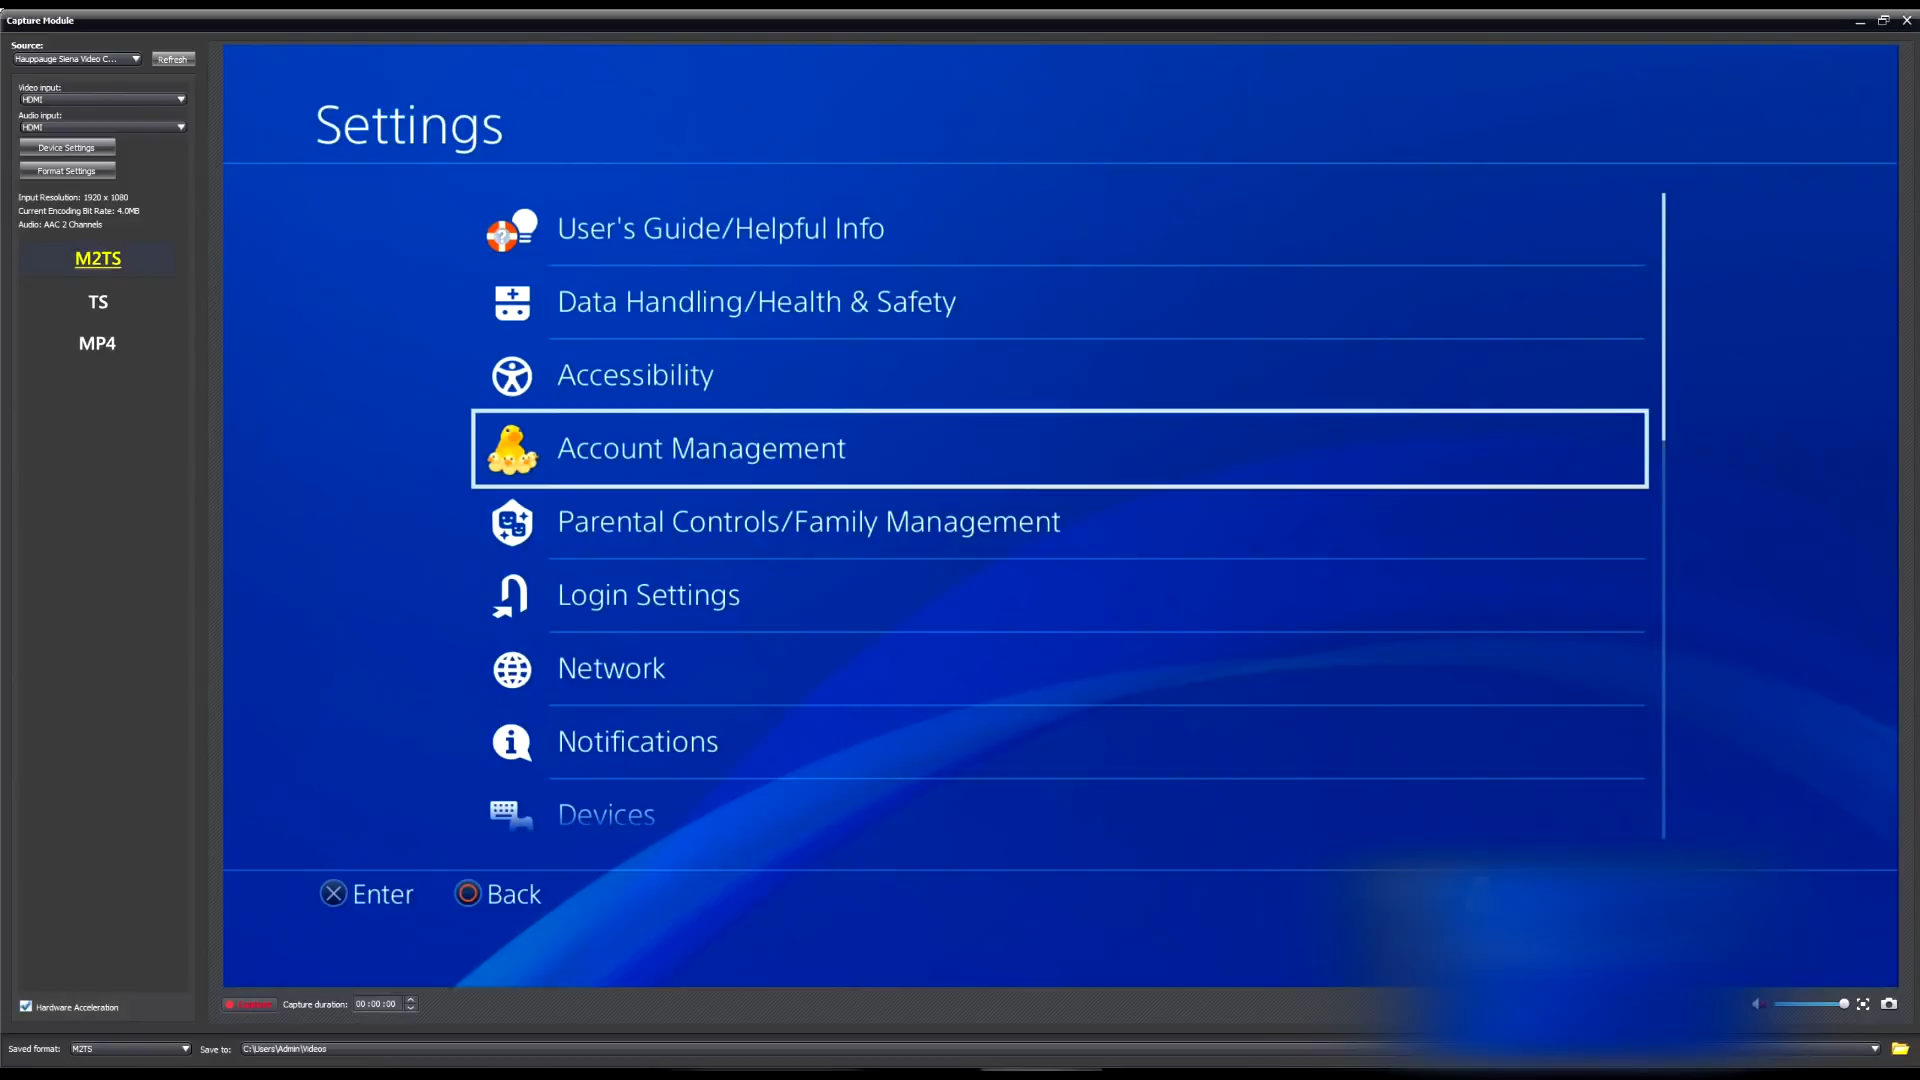 Capture Module
Source:
Hauppauge Siena Video C...
Refresh
Video input:
HDMI
Audio input:
HDMI
Device Settings
Format Settings
Input Resolution: 1920 x 1080
Current Encoding Bit Rate: 4.0MB
Audio: AAC 2 Channels
M2TS
TS
MP4
Hardware Acceleration
Settings
User's Guide/Helpful Info
Data Handling/Health & Safety
Accessibility
Account Management
Parental Controls/Family Management
Login Settings
Network
Notifications
Devices
Enter Back
Capture duration: 00:00:00
Saved format: M2TS Save to: C:\Users\Admin\Videos